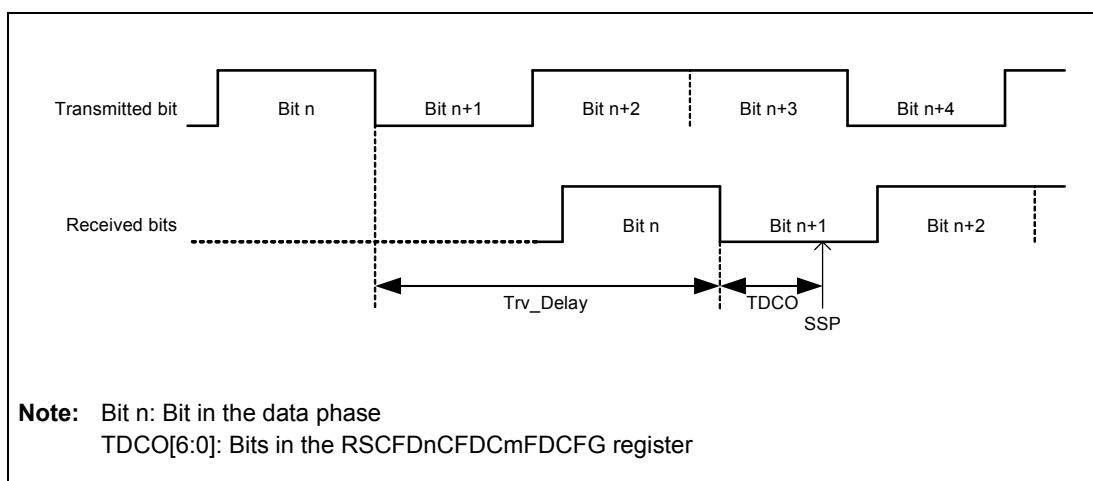 Transmitted bit Bit n Bit n+1 Bit n+2 Bit n+3 Bit n+4
Received bits Bit n Bit n+1 Bit n+2
Trv_Delay TDCO
SSP
Note: Bit n: Bit in the data phase
TDCO[6:0]: Bits in the RSCFDnCFDCmFDCFG register